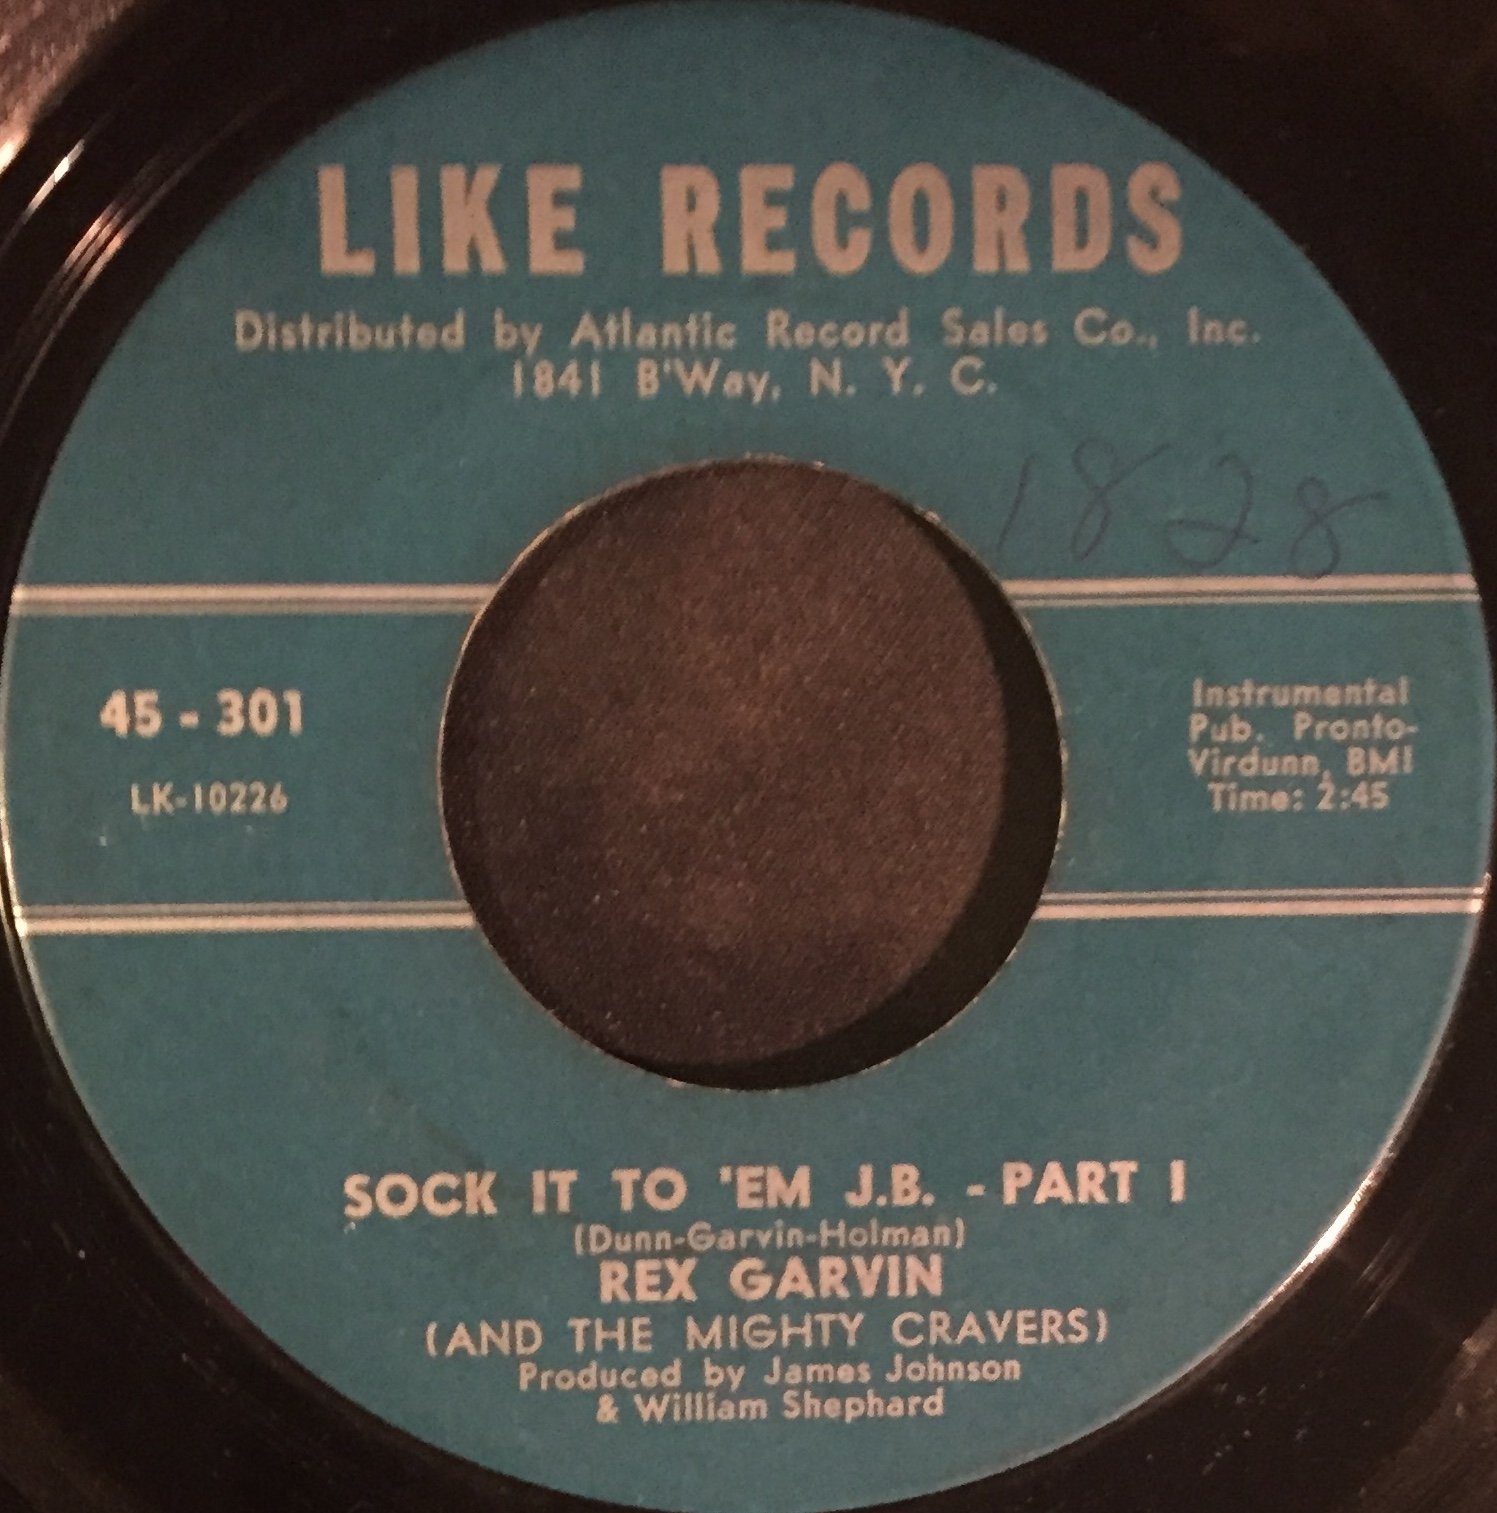 LIKE RECORDS
Distributed by Atlantic Record Sales Co., Inc.
1841 B'Way, N. Y. C.
1828
45 - 301
LK-10226
Instrumental
Pub. Pronto-
Virdunn, BMI
Time: 2:45
SOCK IT TO 'EM J.B. - PART I
(Dunn-Garvin-Holman)
REX GARVIN
(AND THE MIGHTY CRAVERS)
Produced by James Johnson
& William Shephard